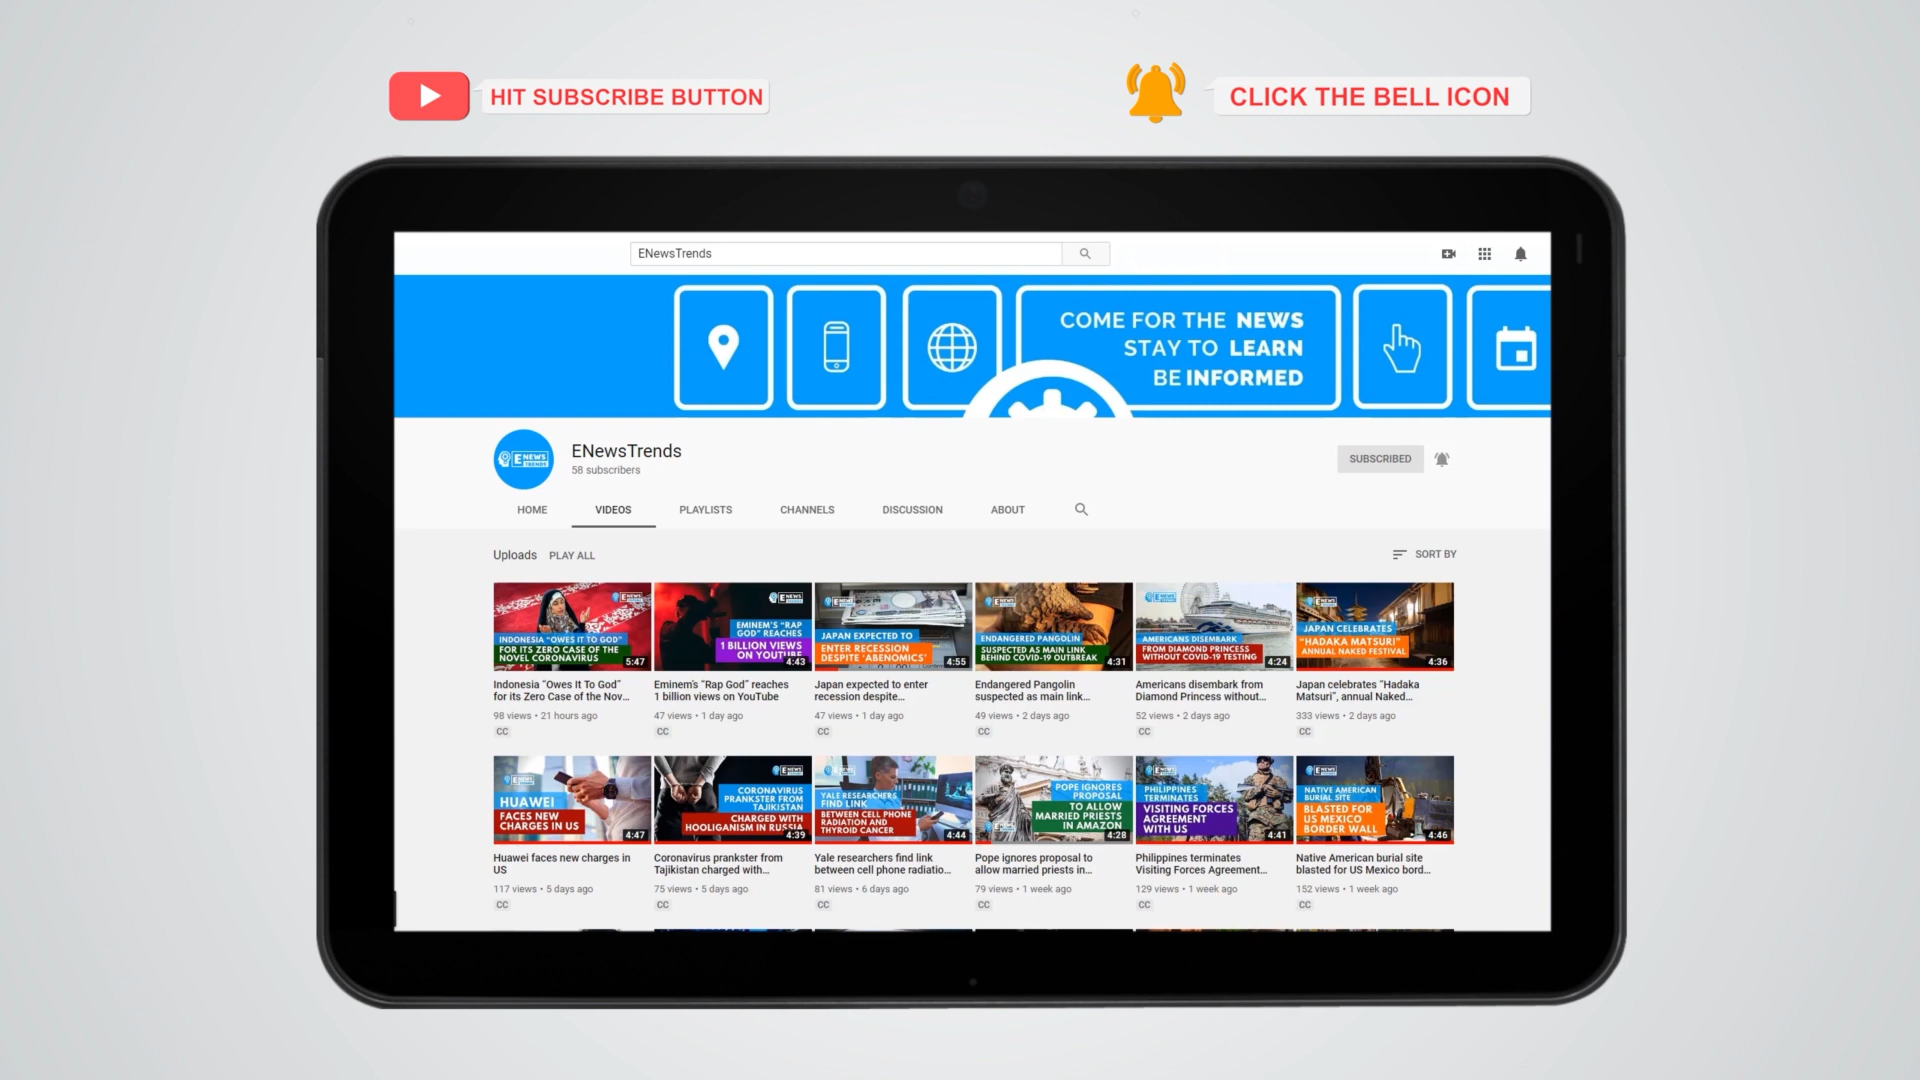 HIT SUBSCRIBE BUTTON
CLICK THE BELL ICON
ENewsTrends
COME FOR THE NEWS
STAY TO LEARN
BE INFORMED
E NEWS
TRENDS
ENewsTrends
58 subscribers
SUBSCRIBED
HOME VIDEOS PLAYLISTS CHANNELS DISCUSSION ABOUT
Uploads PLAY ALL
SORT BY
INDONESIA "OWES IT TO GOD"
FOR ITS ZERO CASE OF THE
NOVEL CORONAVIRUS
5:47
Indonesia "Owes It To God"
for its Zero Case of the Nov...
98 views • 21 hours ago
CC
EMINEM'S "RAP
GOD" REACHES
1 BILLION VIEWS
ON YOUTUBE
4:43
Eminem's "Rap God" reaches
1 billion views on YouTube
47 views • 1 day ago
CC
JAPAN EXPECTED TO
ENTER RECESSION
DESPITE 'ABENOMICS'
4:55
Japan expected to enter
recession despite...
47 views • 1 day ago
CC
ENDANGERED PANGOLIN
SUSPECTED AS MAIN LINK
BEHIND COVID-19 OUTBREAK
4:31
Endangered Pangolin
suspected as main link...
49 views • 2 days ago
CC
AMERICANS DISEMBARK
FROM DIAMOND PRINCESS
WITHOUT COVID-19 TESTING
4:24
Americans disembark from
Diamond Princess without...
52 views • 2 days ago
CC
JAPAN CELEBRATES
"HADAKA MATSURI"
ANNUAL NAKED FESTIVAL
4:36
Japan celebrates "Hadaka
Matsuri", annual Naked...
333 views • 2 days ago
CC
HUAWEI
FACES NEW
CHARGES IN US
4:47
Huawei faces new charges in
US
117 views • 5 days ago
CC
CORONAVIRUS
PRANKSTER FROM
TAJIKISTAN
CHARGED WITH
HOOLIGANISM IN RUSSIA
4:39
Coronavirus prankster from
Tajikistan charged with...
75 views • 5 days ago
CC
YALE RESEARCHERS
FIND LINK
BETWEEN CELL PHONE
RADIATION AND
THYROID CANCER
4:44
Yale researchers find link
between cell phone radiatio...
81 views • 6 days ago
CC
POPE IGNORES
PROPOSAL
TO ALLOW
MARRIED PRIESTS
IN AMAZON
4:28
Pope ignores proposal to
allow married priests in...
79 views • 1 week ago
CC
PHILIPPINES
TERMINATES
VISITING FORCES
AGREEMENT
WITH US
4:41
Philippines terminates
Visiting Forces Agreement...
129 views • 1 week ago
CC
NATIVE AMERICAN
BURIAL SITE
BLASTED FOR
US MEXICO
BORDER WALL
4:46
Native American burial site
blasted for US Mexico bord...
152 views • 1 week ago
CC